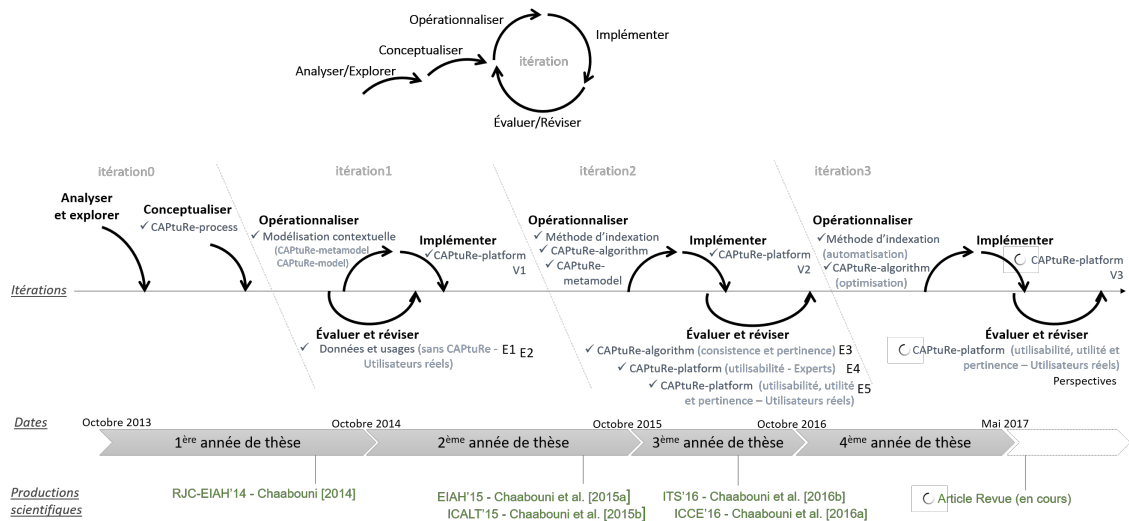 Opérationnaliser
Implémenter
Conceptualiser
itération
Analyser/Explorer
Évaluer/Réviser
itération0
itération1
itération2
itération3
Analyser
et explorer
Conceptualiser
✓ CAPtuRe-process
Opérationnaliser
✓ Modélisation contextuelle
(CAPtuRe-metamodel
CAPtuRe-model)
Implémenter
✓ CAPtuRe-platform
V1
Opérationnaliser
✓ Méthode d'indexation
✓ CAPtuRe-algorithm
✓ CAPtuRe-
metamodel
Implémenter
✓ CAPtuRe-platform
V2
Opérationnaliser
✓ Méthode d'indexation
(automatisation)
✓ CAPtuRe-algorithm
(optimisation)
Implémenter
CAPtuRe-platform
V3
Itérations
Évaluer et réviser
✓ Données et usages (sans CAPtuRe - E1 E2
Utilisateurs réels)
Évaluer et réviser
✓ CAPtuRe-algorithm (consistence et pertinence) E3
✓ CAPtuRe-platform (utilisabilité - Experts) E4
✓ CAPtuRe-platform (utilisabilité, utilité E5
et pertinence – Utilisateurs réels)
Évaluer et réviser
CAPtuRe-platform (utilisabilité, utilité et
pertinence – Utilisateurs réels)
Perspectives
Dates
Octobre 2013
Octobre 2014
Octobre 2015
Octobre 2016
Mai 2017
1ère année de thèse
2ème année de thèse
3ème année de thèse
4ème année de thèse
Productions
scientifiques
RJC-EIAH'14 - Chaabouni [2014]
EIAH'15 - Chaabouni et al. [2015a]
ICALT'15 - Chaabouni et al. [2015b]
ITS'16 - Chaabouni et al. [2016b]
ICCE'16 - Chaabouni et al. [2016a]
Article Revue (en cours)